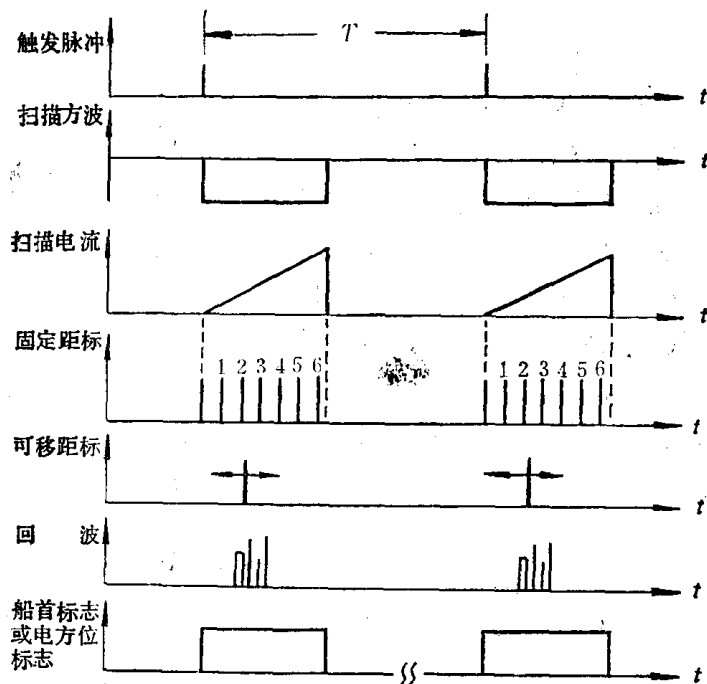 T
触发脉冲
t
扫描方波
t
扫描电流
t
固定距标
1 2 3 4 5 6
1 2 3 4 5 6
t
可移距标
t
回 波
t
船首标志
或电方位
标志
t